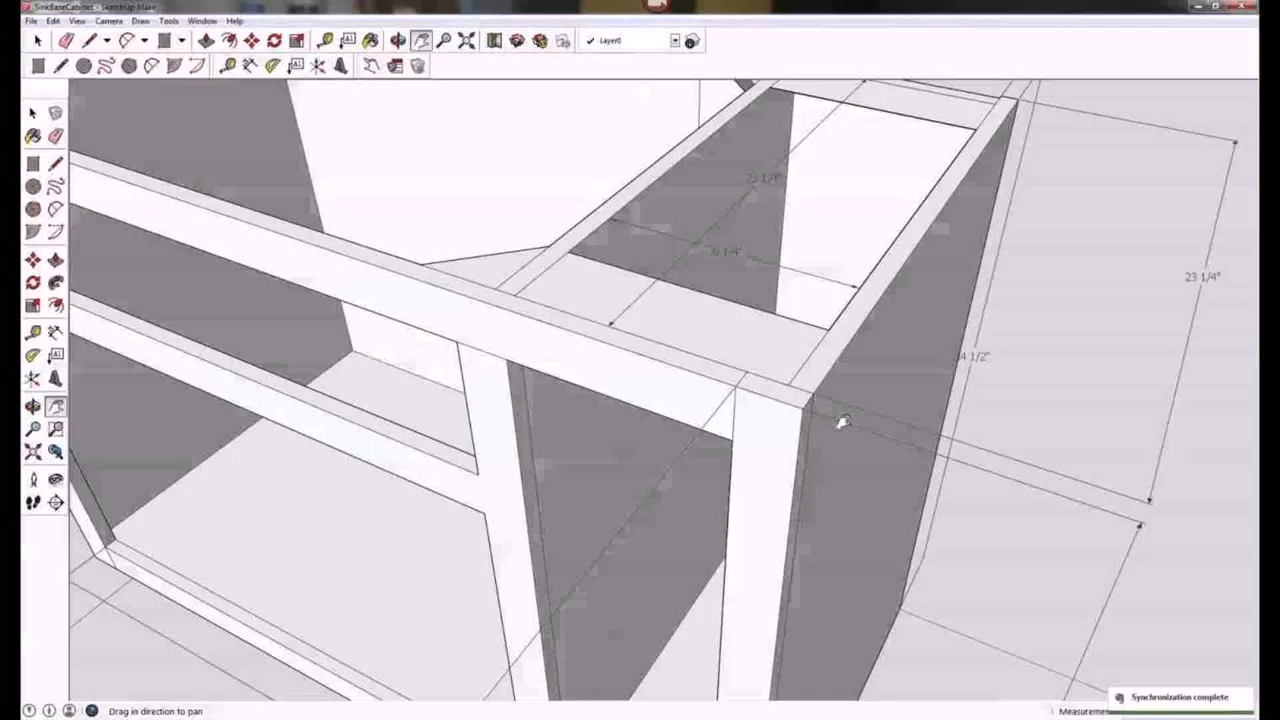 SinkBaseCabinet - SketchUp Make
File Edit View Camera Draw Tools Window Help
Layer0
23 1/4"
23 1/4"
4 1/2"
Synchronization complete
Drag in direction to pan
Measuremen